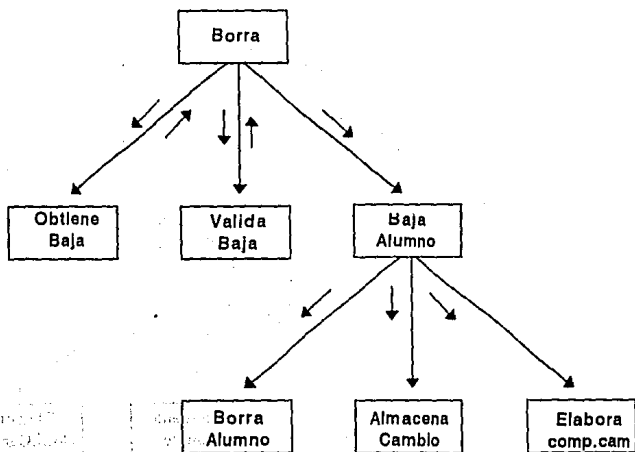 Borra
Obtiene
Baja
Valida
Baja
Baja
Alumno
Borra
Alumno
Almacena
Cambio
Elabora
comp.cam